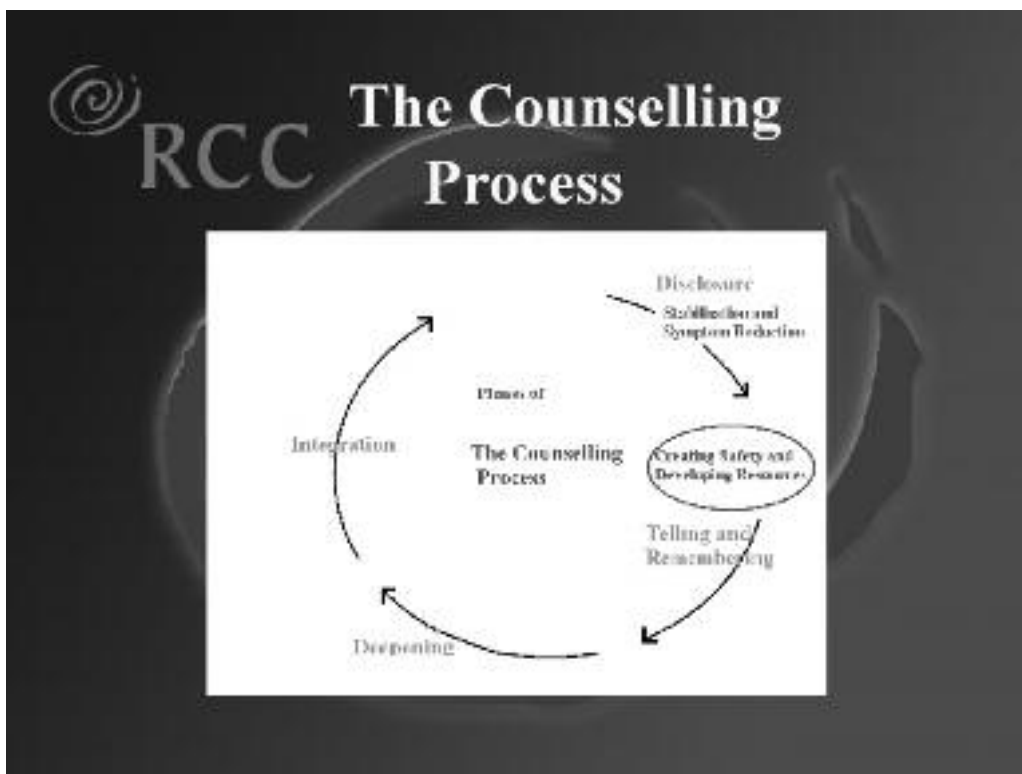 RCC
The Counselling
Process
Disclosure
Stabilization and
Symptom Reduction
Phases of
The Counselling
Process
Creating Safety and
Developing Resources
Telling and
Remembering
Deepening
Integration